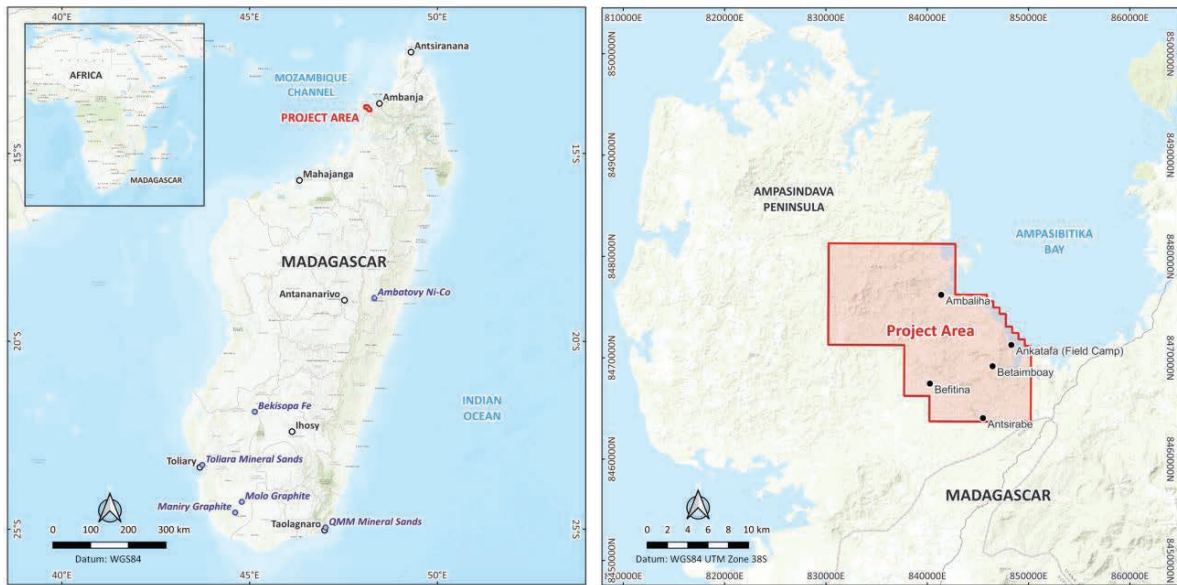 40°E
45°E
50°E
AFRICA
MADAGASCAR
Antsiranana
MOZAMBIQUE
CHANNEL
Ambanja
PROJECT AREA
15°S
15°S
Mahajanga
MADAGASCAR
Antananarivo
Ambatovy Ni-Co
20°S
20°S
Bekisopa Fe
INDIAN
OCEAN
Ihosy
Toliary
Toliara Mineral Sands
Molo Graphite
Maniry Graphite
Taolagnaro
QMM Mineral Sands
25°S
25°S
0 100 200 300 km
Datum: WGS84
40°E
45°E
50°E
810000E
820000E
830000E
840000E
850000E
860000E
8500000N
8500000N
8490000N
8490000N
AMPASINDAVA
PENINSULA
AMPASIBITIKA
BAY
8480000N
8480000N
Ambaliha
Project Area
Ankatafa (Field Camp)
8470000N
8470000N
Betaimboay
Befitina
Antsirabe
8460000N
8460000N
MADAGASCAR
0 2 4 6 8 10 km
Datum: WGS84 UTM Zone 38S
8450000N
8450000N
810000E
820000E
830000E
840000E
850000E
860000E